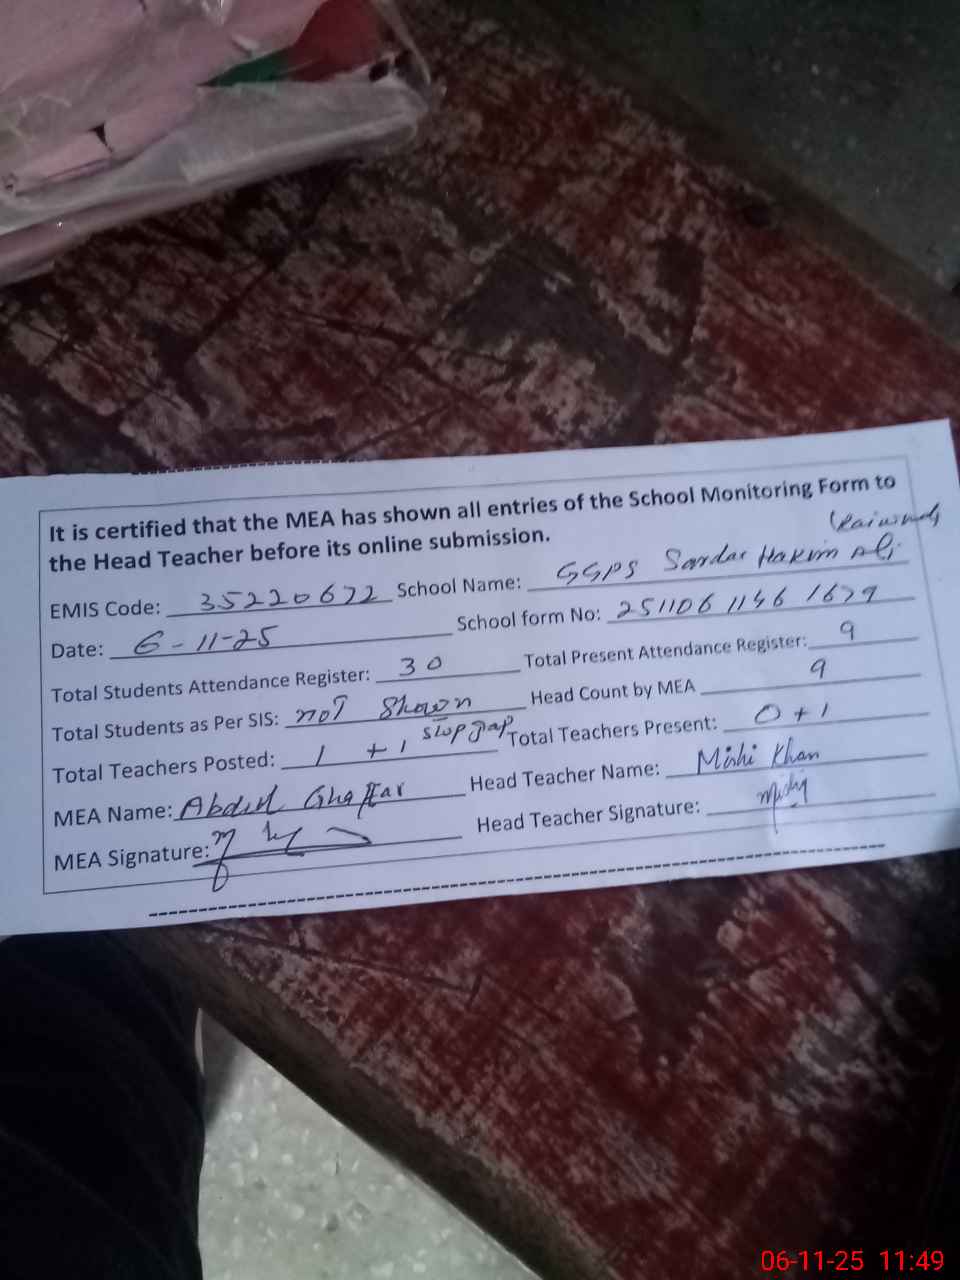 It is certified that the MEA has shown all entries of the School Monitoring Form to
the Head Teacher before its online submission.
EMIS Code: 35220672 School Name: GGPS Sardar Hakim Ali (Raiwind)
Date: 6-11-25 School form No: 251106 1146 1679
Total Students Attendance Register: 30 Total Present Attendance Register: 9
Total Students as Per SIS: noT Shown Head Count by MEA 9
Total Teachers Posted: 1 + 1 stop gap Total Teachers Present: 0 + 1
MEA Name: Abdul Ghaffar Head Teacher Name: Mishi Khan
MEA Signature: Head Teacher Signature:
06-11-25 11:49